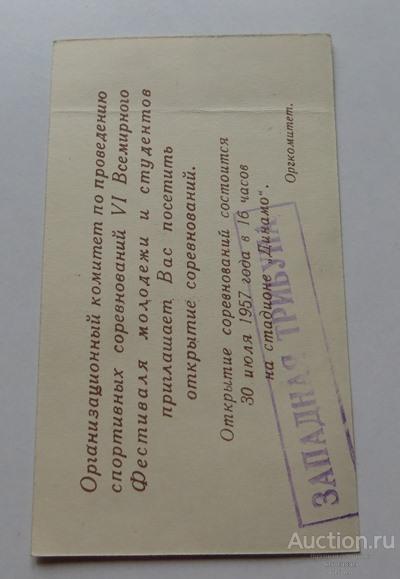 Организационный комитет по проведению
спортивных соревнований VI Всемирного
Фестиваля молодежи и студентов
приглашает Вас посетить
открытие соревнований.
Открытие соревнований состоится
30 июля 1957 года в 16 часов
на стадионе „Динамо“.
Оргкомитет.
ЗАПАДНАЯ ТРИБУНА
Auction.ru